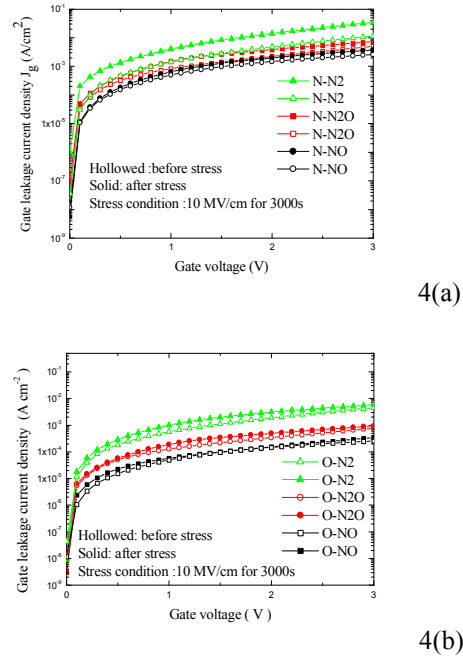 Gate leakage current density J_g (A/cm²)
10⁻¹
10⁻³
1x10⁻⁵
10⁻⁷
10⁻⁹
N-N2
N-N2
N-N2O
N-N2O
N-NO
N-NO
Hollowed :before stress
Solid: after stress
Stress condition :10 MV/cm for 3000s
0 1 2 3
Gate voltage (V)
4(a)
Gate leakage current density (A cm⁻²)
10⁻¹
10⁻²
10⁻³
10⁻⁴
10⁻⁵
10⁻⁶
10⁻⁷
10⁻⁸
10⁻⁹
O-N2
O-N2
O-N2O
O-N2O
O-NO
O-NO
Hollowed: before stress
Solid: after stress
Stress condition :10 MV/cm for 3000s
0 1 2 3
Gate voltage ( V )
4(b)